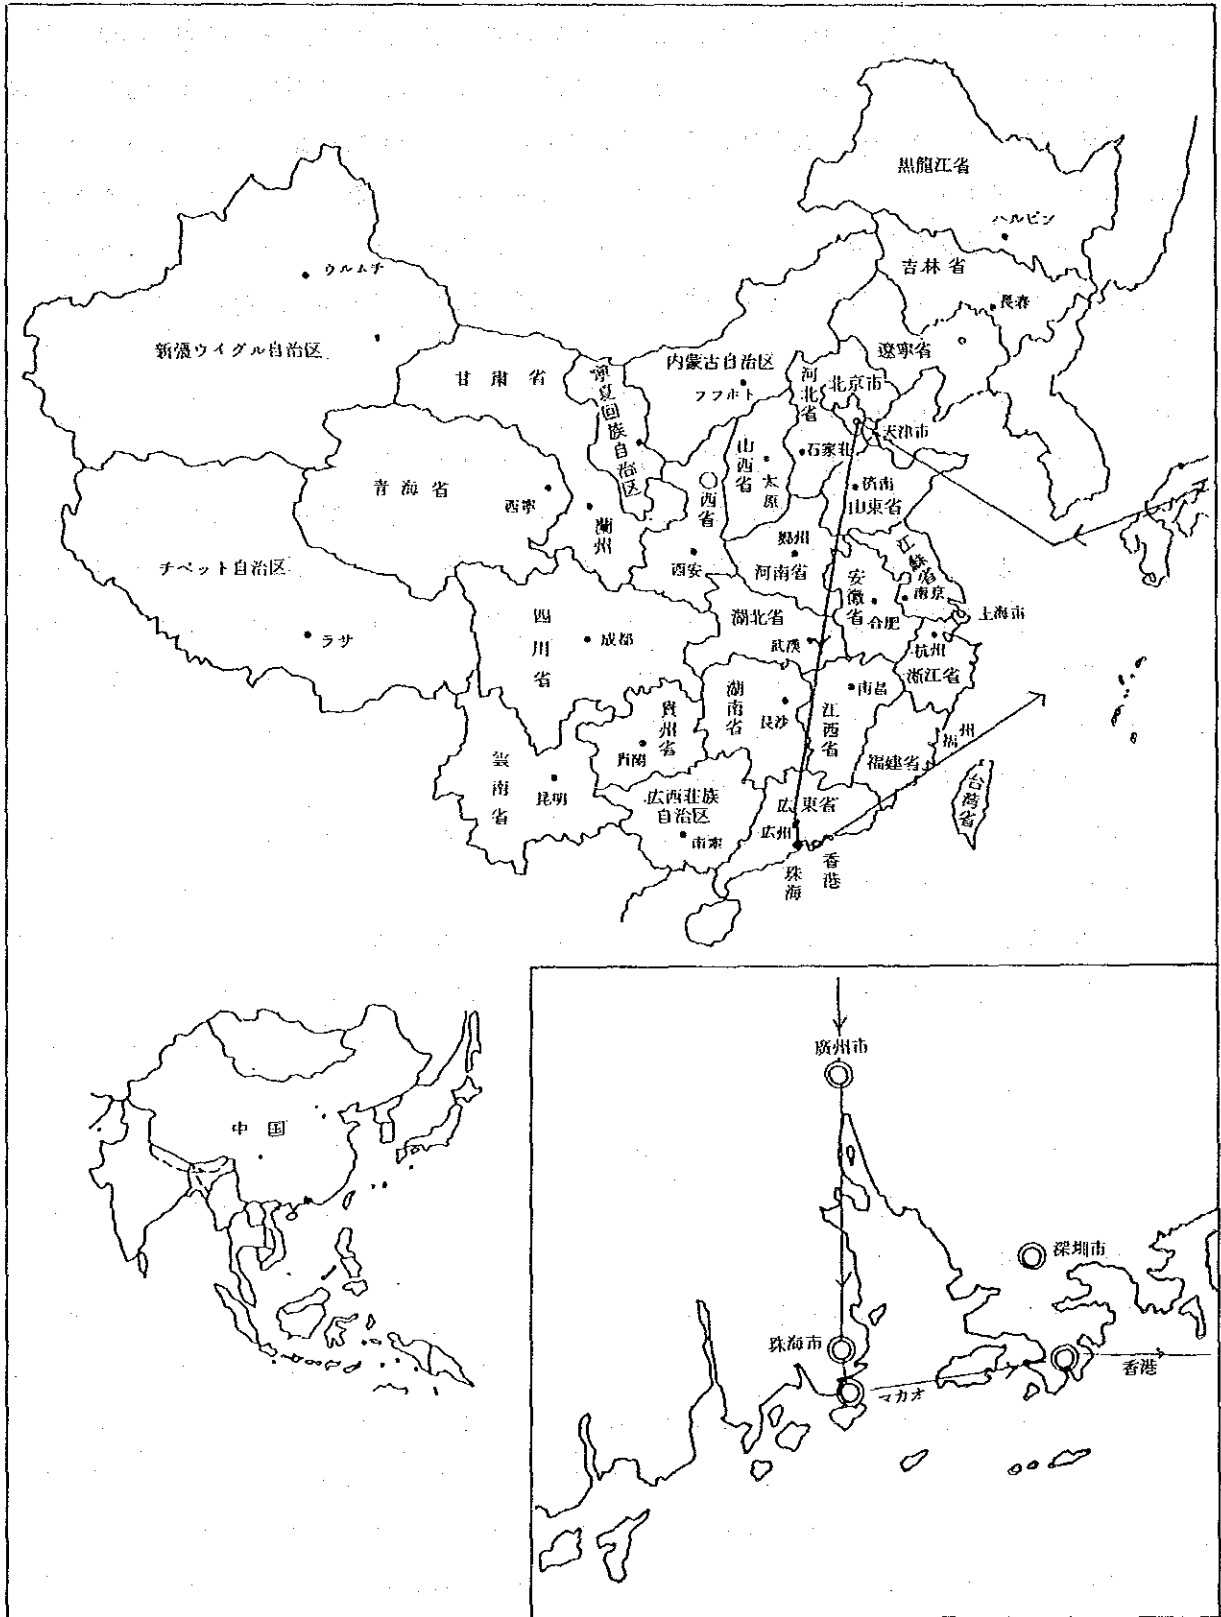 黒龍江省
ハルビン
吉林省
長春
遼寧省
ウルムチ
新彊ウイグル自治区
甘粛省
寧夏回族自治区
内蒙古自治区
フフホト
河北省
北京市
天津市
石家荘
山西省
太原
済南
山東省
青海省
西寧
蘭州
西省
西安
鄭州
河南省
江蘇省
南京
安徽省
合肥
上海市
チベット自治区
ラサ
四川省
成都
湖北省
武漢
杭州
浙江省
湖南省
長沙
南昌
江西省
貴州省
雲南省
昆明
福州
福建省
台湾省
広西壮族
自治区
南寧
広東省
広州
珠海
香港
中国
廣州市
深圳市
珠海市
マカオ
香港